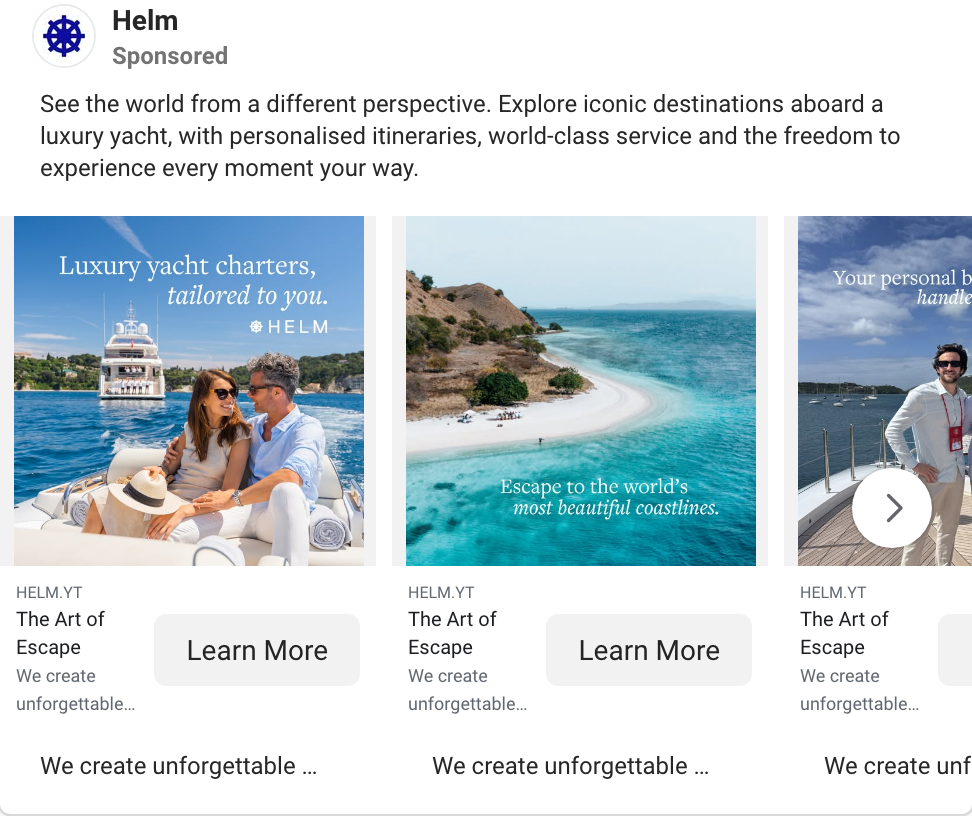 Helm
Sponsored
See the world from a different perspective. Explore iconic destinations aboard a
luxury yacht, with personalised itineraries, world-class service and the freedom to
experience every moment your way.
Luxury yacht charters,
tailored to you.
HELM
Escape to the world's
most beautiful coastlines.
Your personal b
handle
HELM.YT
The Art of
Escape
We create
unforgettable...
Learn More
HELM.YT
The Art of
Escape
We create
unforgettable...
Learn More
HELM.YT
The Art of
Escape
We create
unforgettable...
We create unforgettable ...
We create unforgettable ...
We create unf